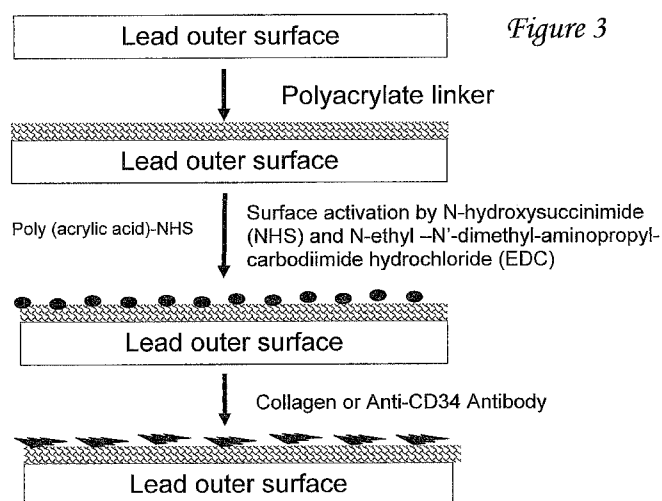 Lead outer surface
Figure 3
Polyacrylate linker
Lead outer surface
Poly (acrylic acid)-NHS
Surface activation by N-hydroxysuccinimide
(NHS) and N-ethyl –N'-dimethyl-aminopropyl-
carbodiimide hydrochloride (EDC)
Lead outer surface
Collagen or Anti-CD34 Antibody
Lead outer surface